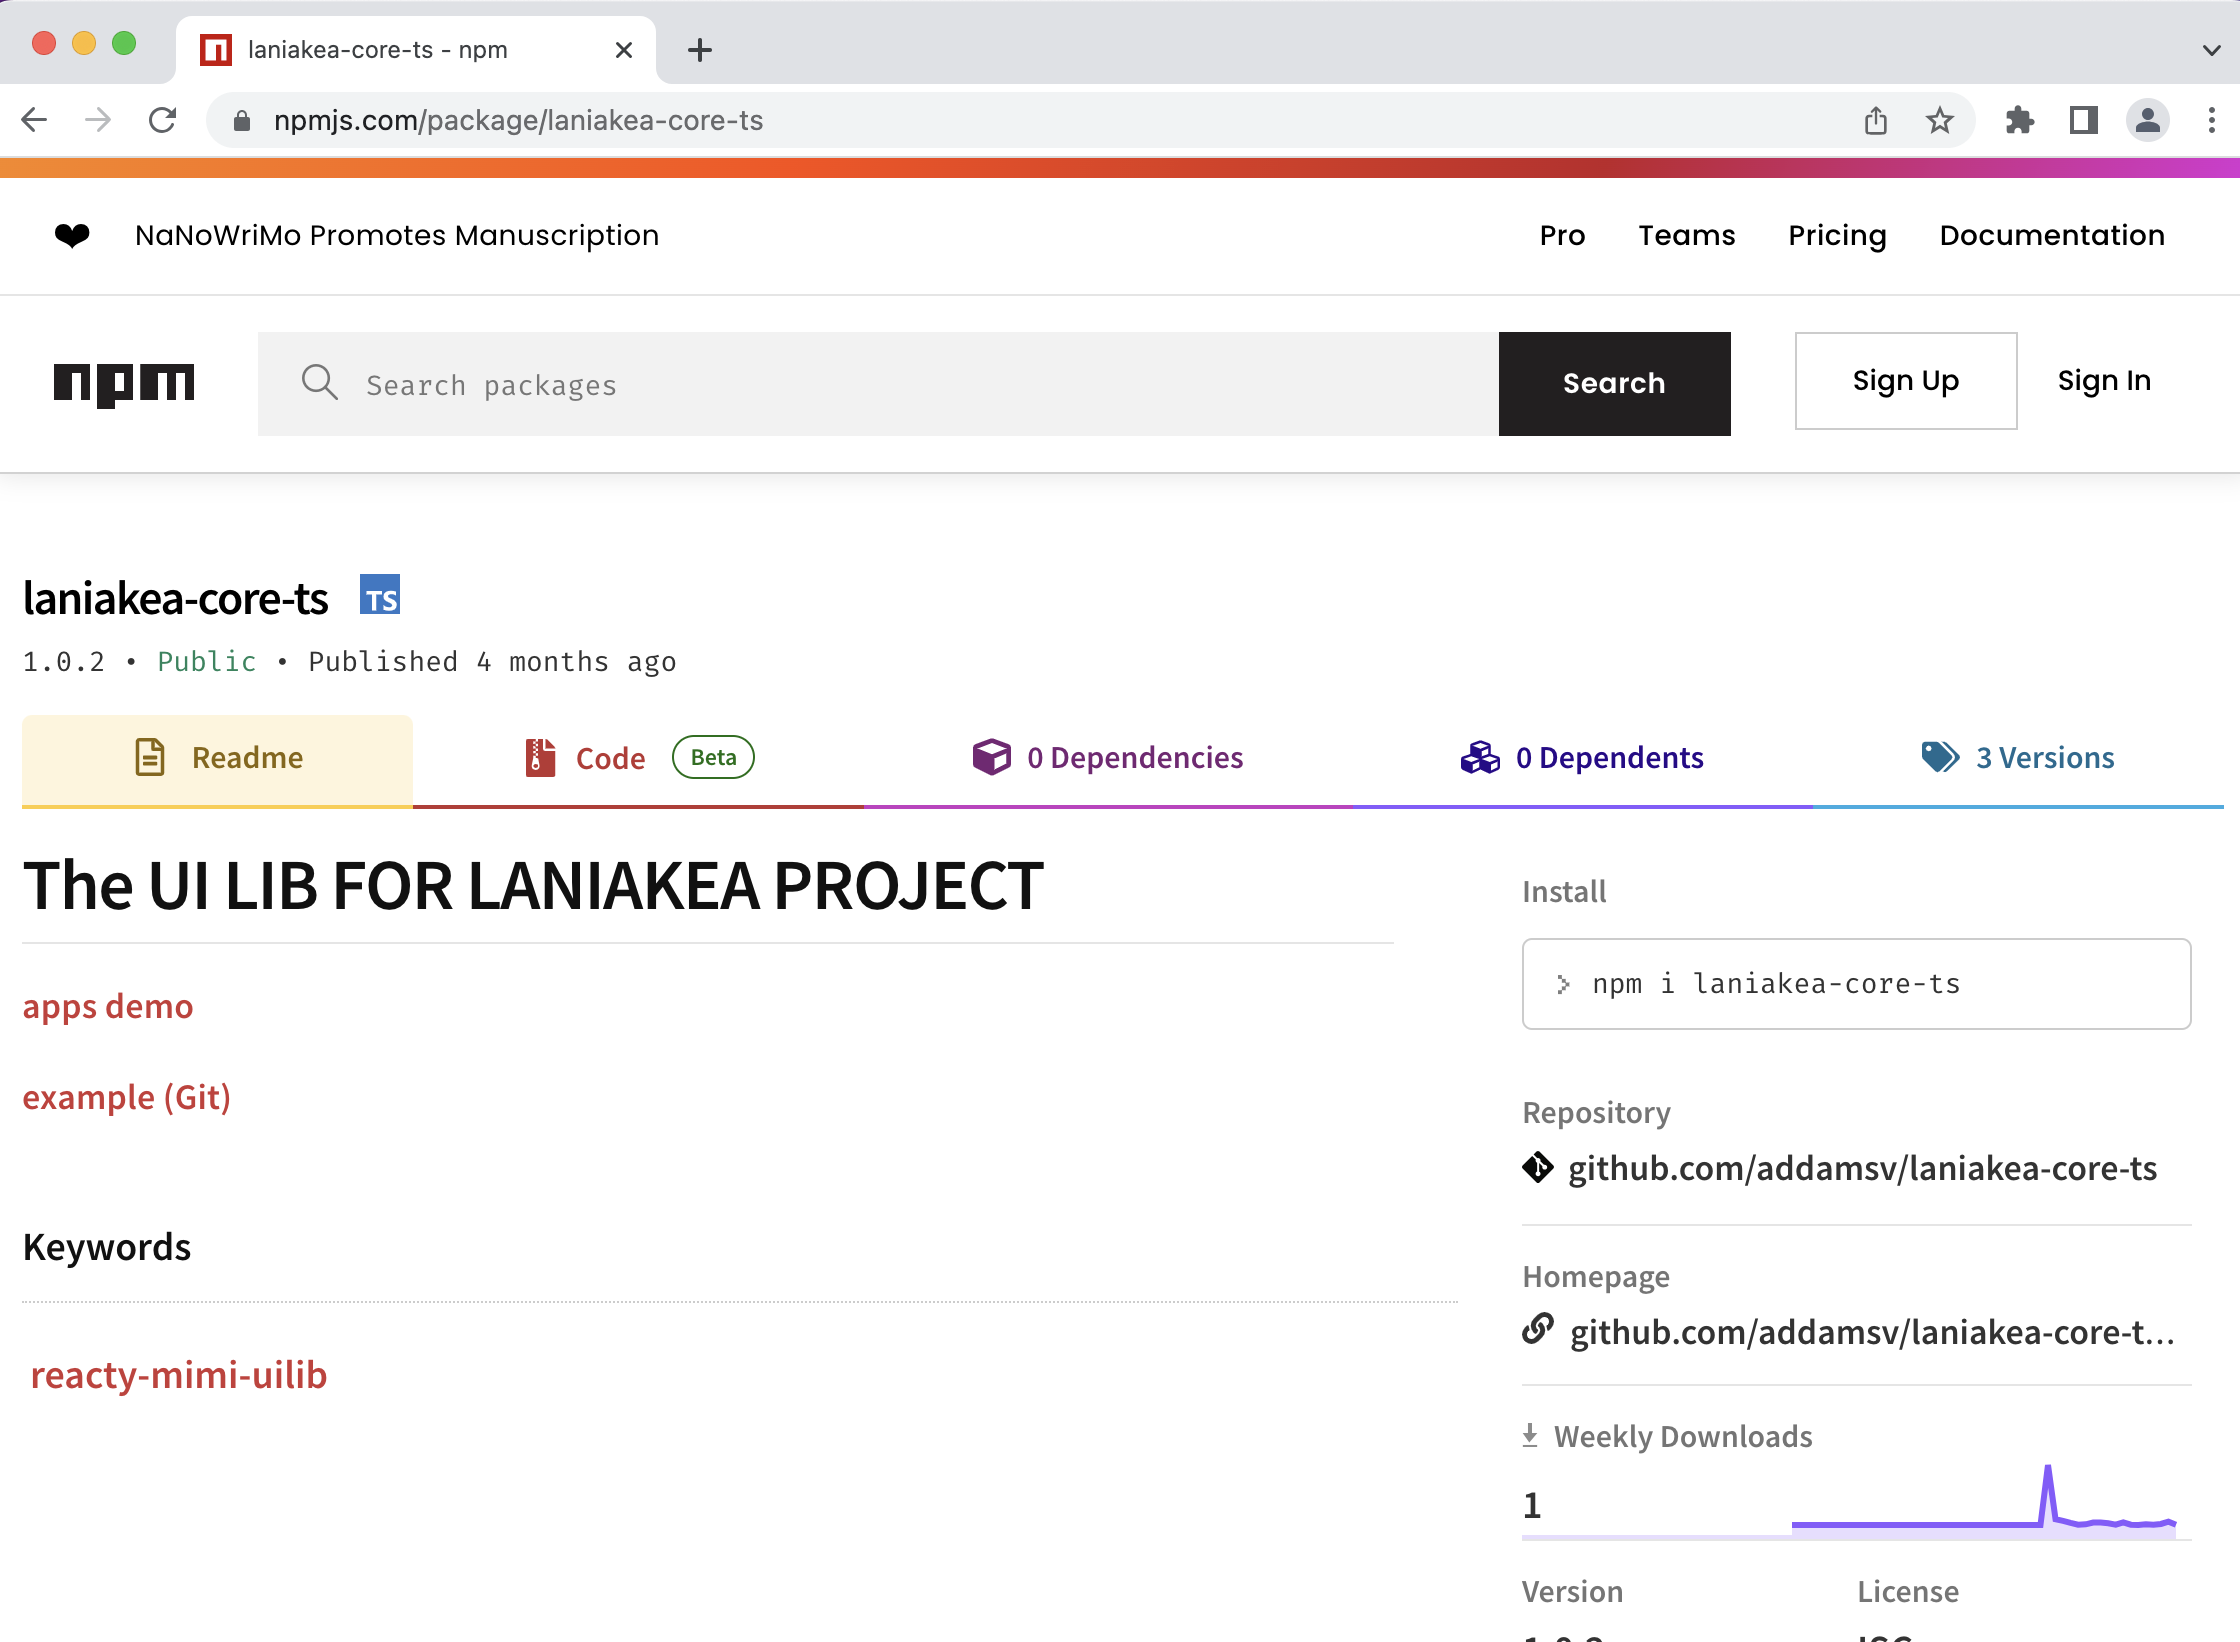 laniakea-core-ts - npm
npmjs.com/package/laniakea-core-ts
NaNoWriMo Promotes Manuscription
Pro Teams Pricing Documentation
npm
Search packages
Search
Sign Up
Sign In
laniakea-core-ts TS
1.0.2 • Public • Published 4 months ago
Readme
Code Beta
0 Dependencies
0 Dependents
3 Versions
The UI LIB FOR LANIAKEA PROJECT
apps demo
example (Git)
Keywords
reacty-mimi-uilib
Install
> npm i laniakea-core-ts
Repository
github.com/addamsv/laniakea-core-ts
Homepage
github.com/addamsv/laniakea-core-t...
Weekly Downloads
1
Version License